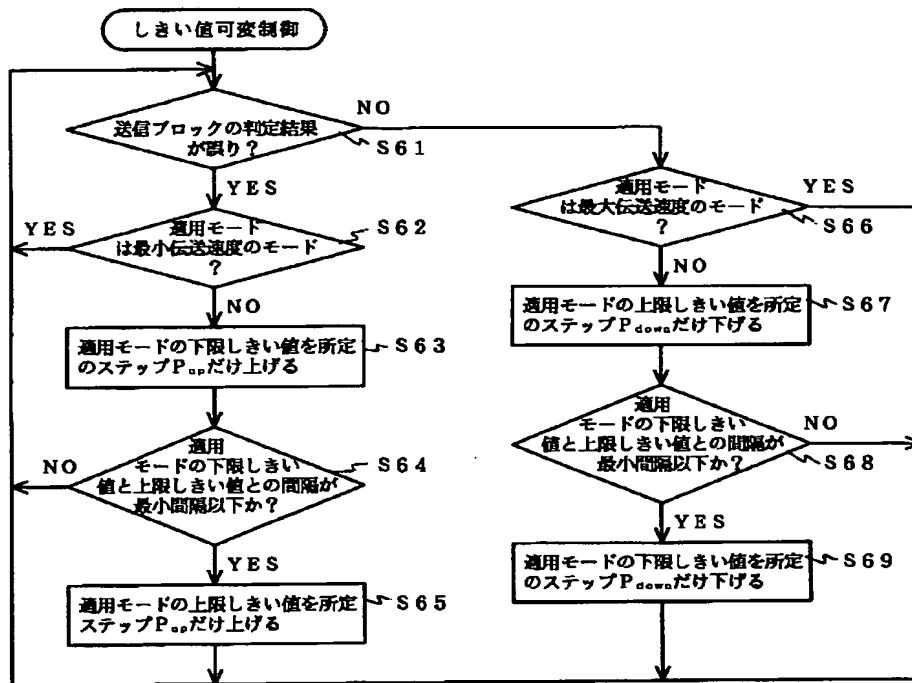 しきい値可変制御
NO
送信ブロックの判定結果
が誤り？
S61
YES
YES
適用モード
は最小伝送速度のモード
？
S62
NO
適用モードの下限しきい値を所定
のステップPupだけ上げる
S63
適用
モードの下限しきい
値と上限しきい値との間隔が
最小間隔以下か？
NO
S64
YES
適用モードの上限しきい値を所定
ステップPupだけ上げる
S65
適用モード
は最大伝送速度のモード
？
YES
S66
NO
適用モードの上限しきい値を所定
のステップPdownだけ下げる
S67
適用
モードの下限しきい
値と上限しきい値との間隔が
最小間隔以下か？
NO
S68
YES
適用モードの下限しきい値を所定
のステップPdownだけ下げる
S69